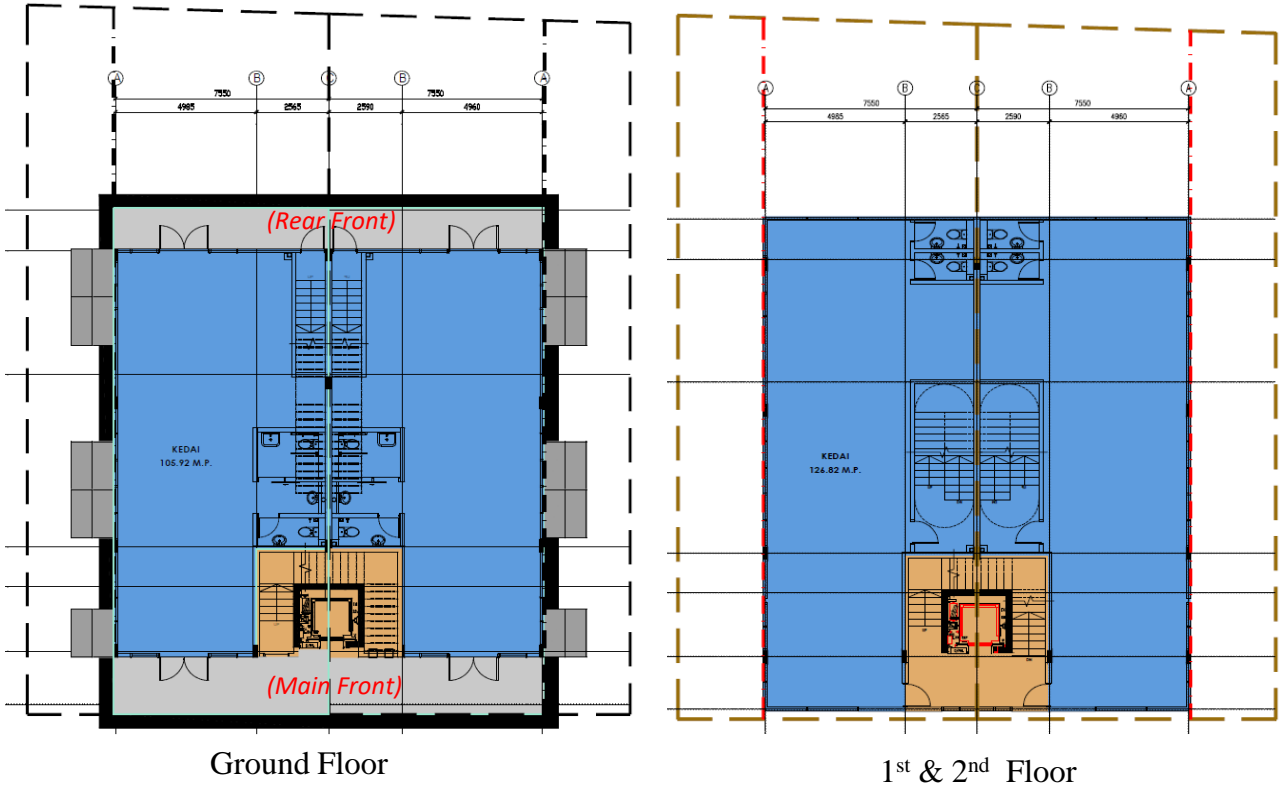 A B C B A
7550 7550
4985 2565 2590 4960
(Rear Front)
KEDAI
105.92 M.P.
(Main Front)
Ground Floor
A B C B A
7550 7550
4985 2565 2590 4960
KEDAI
126.82 M.P.
1st & 2nd Floor